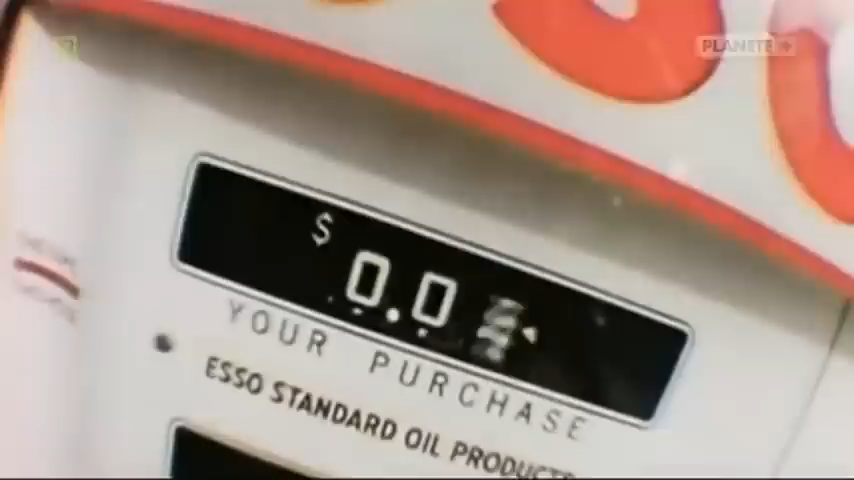 PLANETE+
$ 0.0
YOUR PURCHASE
ESSO STANDARD OIL PRODUCTS